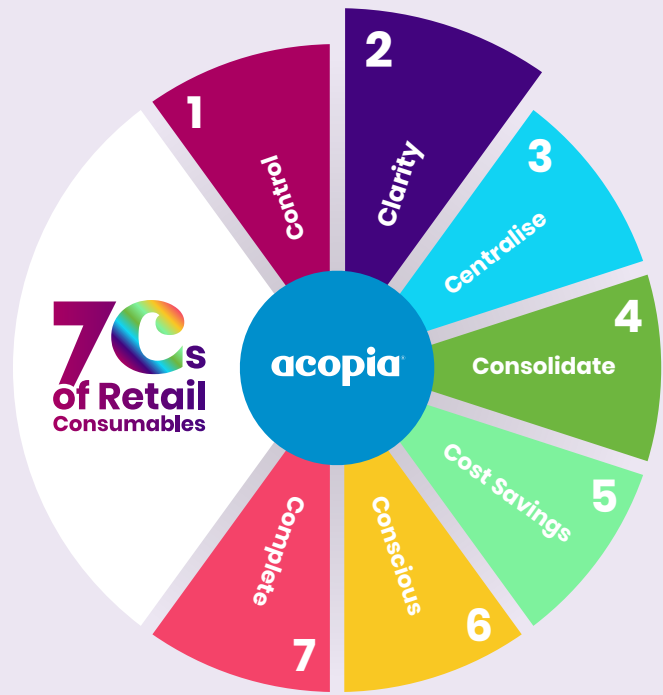 1
Control
2
Clarity
3
Centralise
4
Consolidate
5
Cost Savings
6
Conscious
7
Complete
7Cs
of Retail
Consumables
acopia